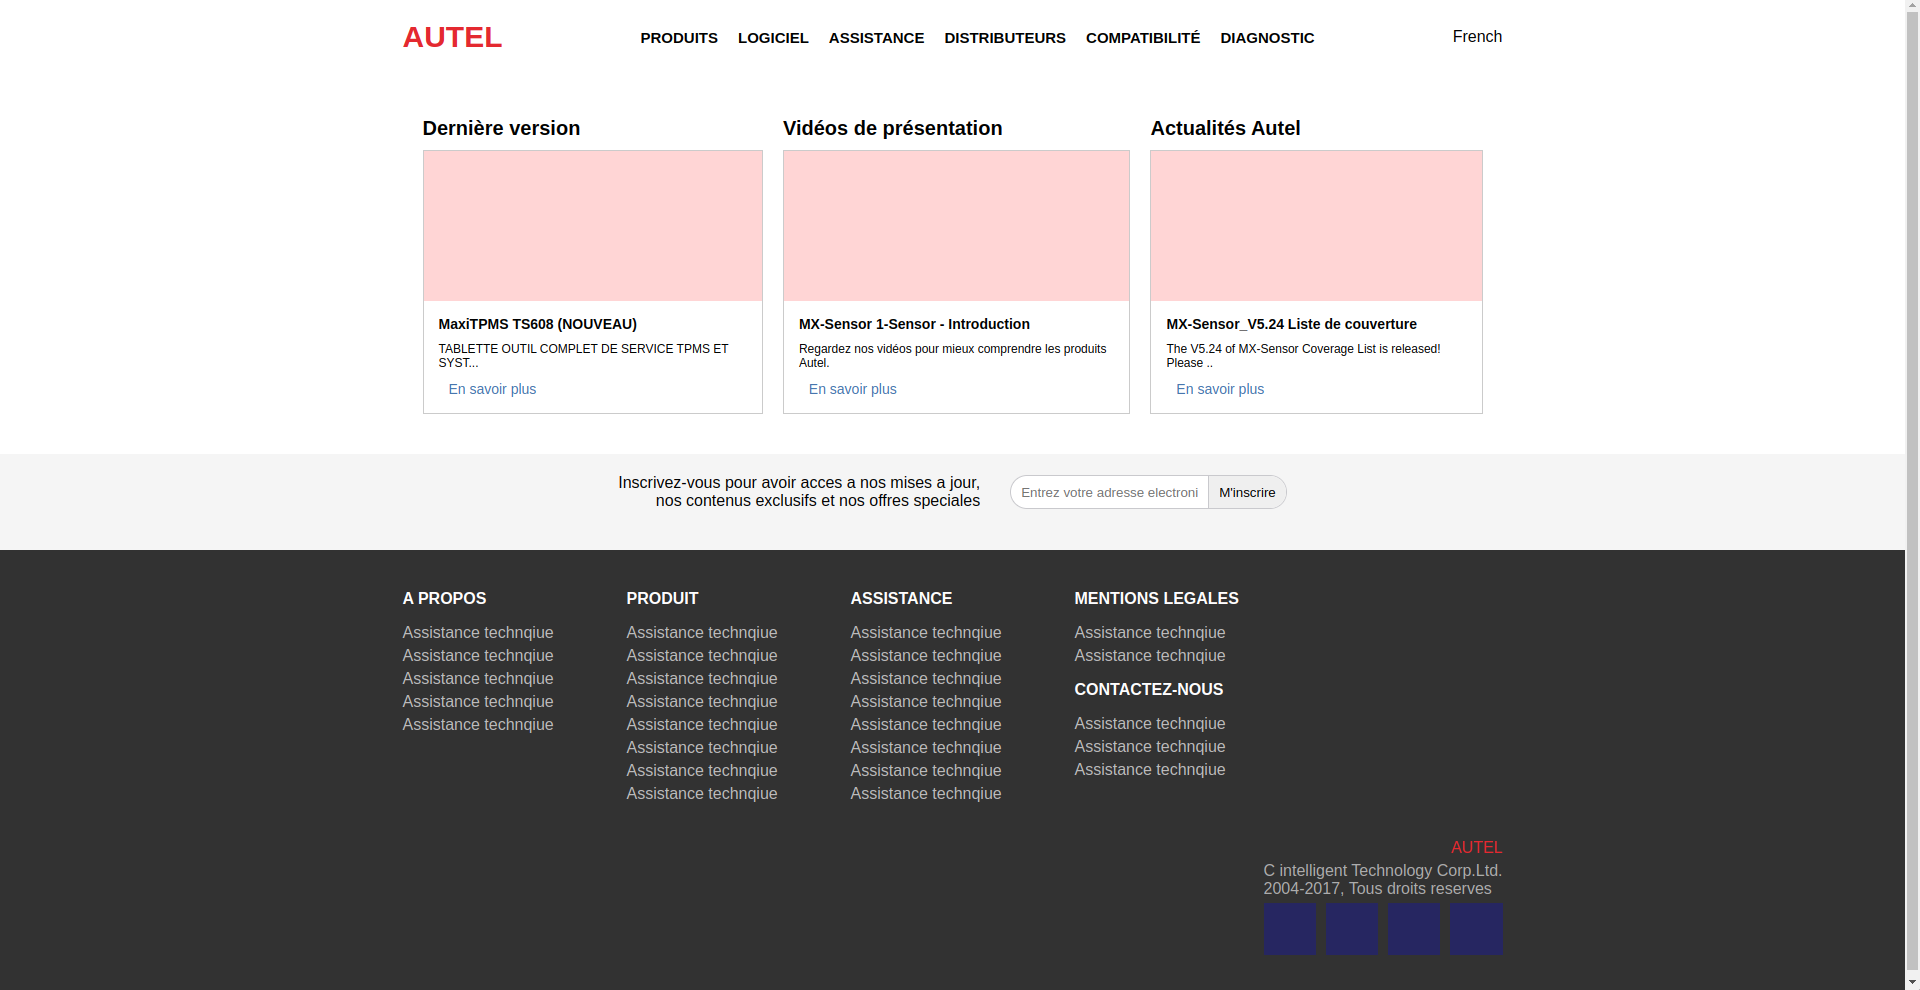 AUTEL
PRODUITS LOGICIEL ASSISTANCE DISTRIBUTEURS COMPATIBILITÉ DIAGNOSTIC
French
Dernière version
MaxiTPMS TS608 (NOUVEAU)
TABLETTE OUTIL COMPLET DE SERVICE TPMS ET
SYST...
En savoir plus
Vidéos de présentation
MX-Sensor 1-Sensor - Introduction
Regardez nos vidéos pour mieux comprendre les produits
Autel.
En savoir plus
Actualités Autel
MX-Sensor_V5.24 Liste de couverture
The V5.24 of MX-Sensor Coverage List is released!
Please ..
En savoir plus
Inscrivez-vous pour avoir acces a nos mises a jour,
nos contenus exclusifs et nos offres speciales
Entrez votre adresse electroni
M'inscrire
A PROPOS
Assistance technqiue
Assistance technqiue
Assistance technqiue
Assistance technqiue
Assistance technqiue
PRODUIT
Assistance technqiue
Assistance technqiue
Assistance technqiue
Assistance technqiue
Assistance technqiue
Assistance technqiue
Assistance technqiue
Assistance technqiue
ASSISTANCE
Assistance technqiue
Assistance technqiue
Assistance technqiue
Assistance technqiue
Assistance technqiue
Assistance technqiue
Assistance technqiue
Assistance technqiue
MENTIONS LEGALES
Assistance technqiue
Assistance technqiue
CONTACTEZ-NOUS
Assistance technqiue
Assistance technqiue
Assistance technqiue
AUTEL
C intelligent Technology Corp.Ltd.
2004-2017, Tous droits reserves